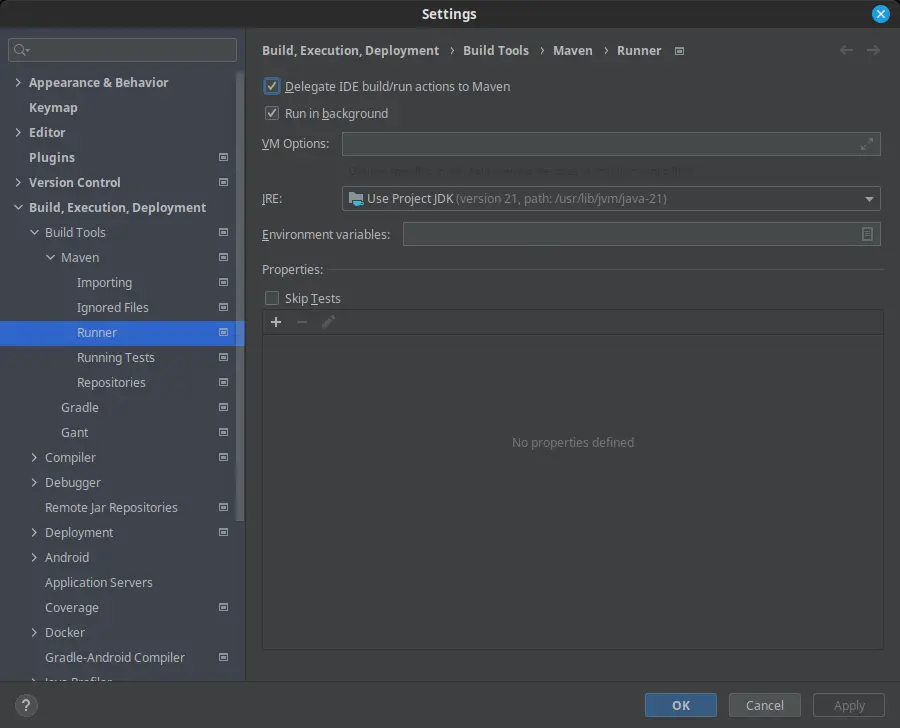 Settings
Appearance & Behavior
Keymap
Editor
Plugins
Version Control
Build, Execution, Deployment
Build Tools
Maven
Importing
Ignored Files
Runner
Running Tests
Repositories
Gradle
Gant
Compiler
Debugger
Remote Jar Repositories
Deployment
Android
Application Servers
Coverage
Docker
Gradle-Android Compiler
Java Profiler
Build, Execution, Deployment › Build Tools › Maven › Runner
Delegate IDE build/run actions to Maven
Run in background
VM Options:
JRE: Use Project JDK (version 21, path: /usr/lib/jvm/java-21)
Environment variables:
Properties:
Skip Tests
No properties defined
? OK Cancel Apply